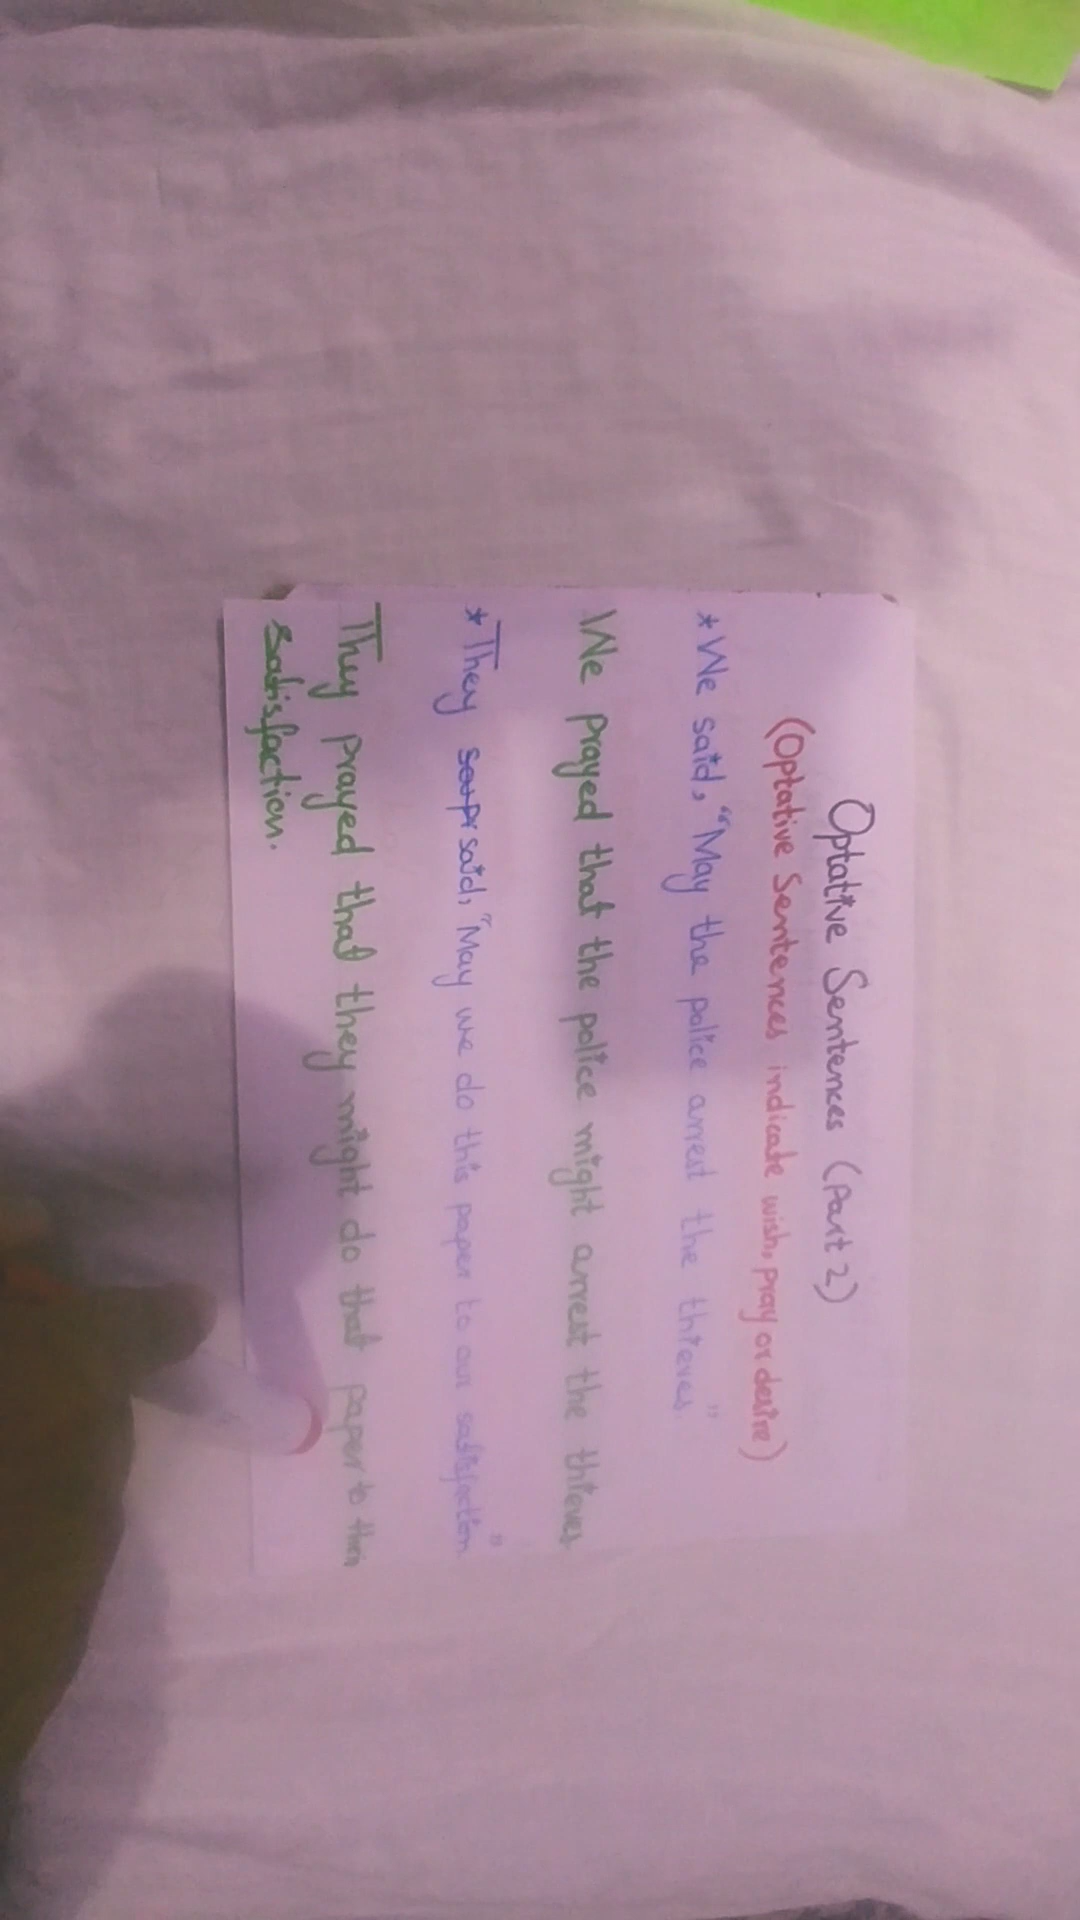 Optative Sentences (Part 2)
(Optative Sentences indicate wish, pray or desire)
* We said, "May the police arrest the thieves."
We prayed that the police might arrest the thieves
* They said, "May we do this paper to our satisfaction"
They prayed that they might do that paper to their
satisfaction.